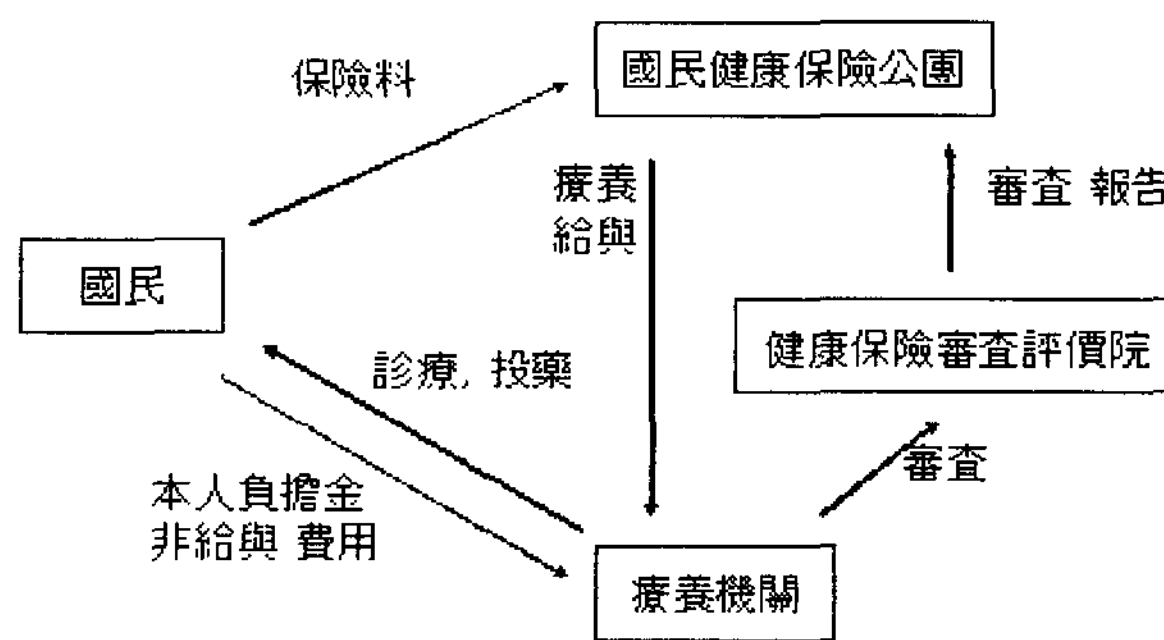 國民健康保險公團
保險料
療養
給與
審査 報告
國民
健康保險審査評價院
診療, 投藥
審査
本人負擔金
非給與 費用
療養機關